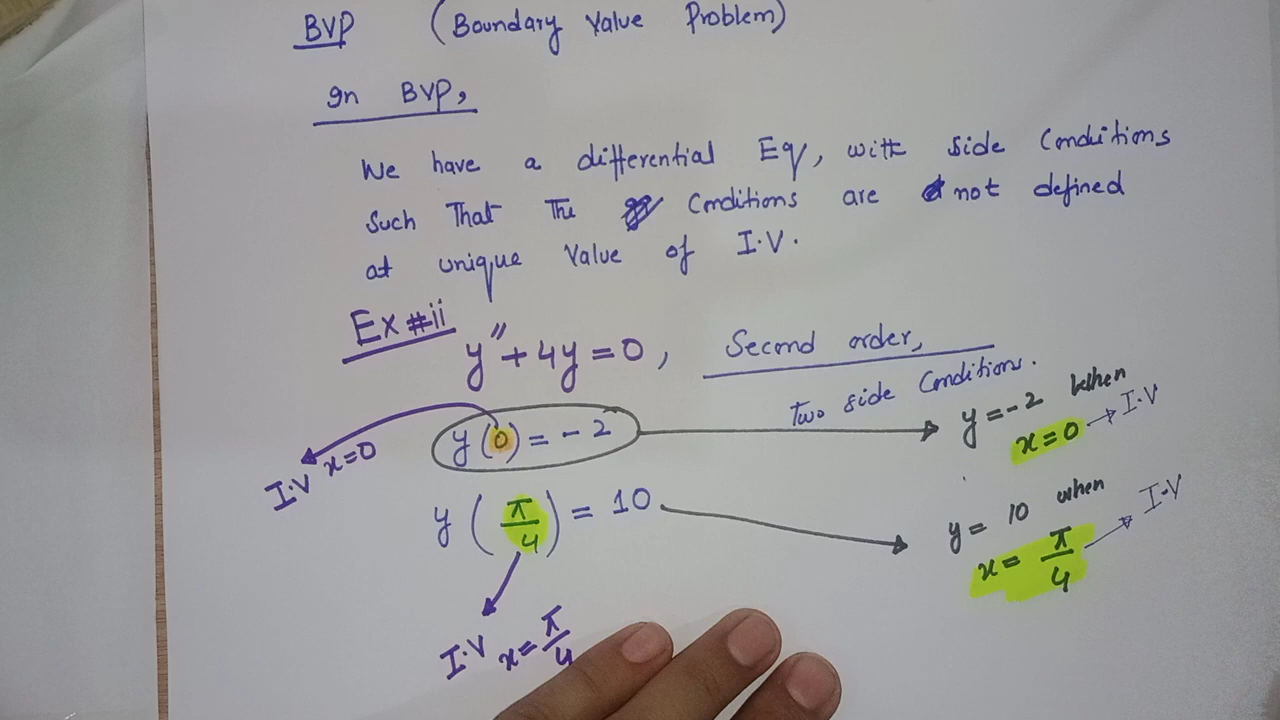 BVP (Boundary Value Problem)
In BVP,
We have a differential Eq, with side Conditions
Such That The Conditions are not defined
at unique Value of I.V.
Ex#ii
y'' + 4y = 0, Second order,
Two side Conditions.
y(0) = -2
I.V x=0
y = -2 when
x=0 → I.V
y(π/4) = 10
y = 10 when
x = π/4 → I-V
I.V x = π/4